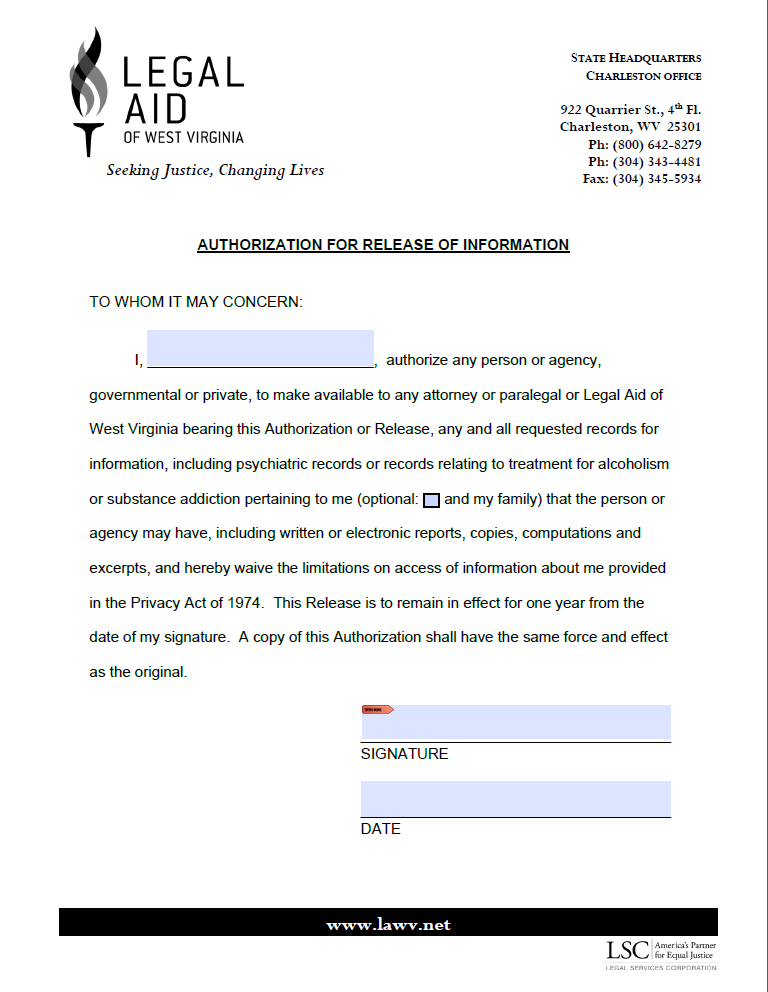 LEGAL
AID
OF WEST VIRGINIA
Seeking Justice, Changing Lives
STATE HEADQUARTERS
CHARLESTON OFFICE
922 Quarrier St., 4th Fl.
Charleston, WV 25301
Ph: (800) 642-8279
Ph: (304) 343-4481
Fax: (304) 345-5934
AUTHORIZATION FOR RELEASE OF INFORMATION
TO WHOM IT MAY CONCERN:
I, , authorize any person or agency,
governmental or private, to make available to any attorney or paralegal or Legal Aid of
West Virginia bearing this Authorization or Release, any and all requested records for
information, including psychiatric records or records relating to treatment for alcoholism
or substance addiction pertaining to me (optional: and my family) that the person or
agency may have, including written or electronic reports, copies, computations and
excerpts, and hereby waive the limitations on access of information about me provided
in the Privacy Act of 1974. This Release is to remain in effect for one year from the
date of my signature. A copy of this Authorization shall have the same force and effect
as the original.
SIGNATURE
DATE
www.lawv.net
LSC America's Partner
for Equal Justice
LEGAL SERVICES CORPORATION